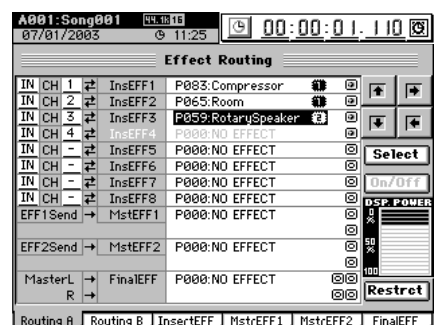 A001:Song001 44.1k 16
07/01/2003 11:25 00:00:01.110
Effect Routing
IN CH 1 ⇄ InsEFF1 P083:Compressor 1
IN CH 2 ⇄ InsEFF2 P065:Room 1
IN CH 3 ⇄ InsEFF3 P059:RotarySpeaker 2
IN CH 4 ⇄ InsEFF4 P000:NO EFFECT
IN CH - ⇄ InsEFF5 P000:NO EFFECT
IN CH - ⇄ InsEFF6 P000:NO EFFECT
IN CH - ⇄ InsEFF7 P000:NO EFFECT
IN CH - ⇄ InsEFF8 P000:NO EFFECT
EFF1Send → MstEFF1 P000:NO EFFECT
EFF2Send → MstEFF2 P000:NO EFFECT
MasterL → FinalEFF P000:NO EFFECT
R →
Select
On/Off
DSP POWER
0
%
50
%
100
Restrct
Routing A Routing B InsertEFF MstrEFF1 MstrEFF2 FinalEFF